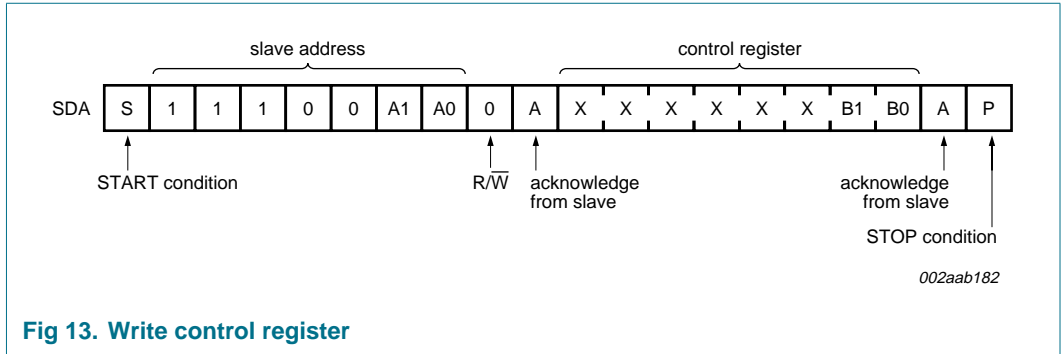 slave address control register
SDA S 1 1 1 0 0 A1 A0 0 A X X X X X X B1 B0 A P
START condition R/W̅ acknowledge acknowledge
from slave from slave
STOP condition
002aab182
Fig 13. Write control register